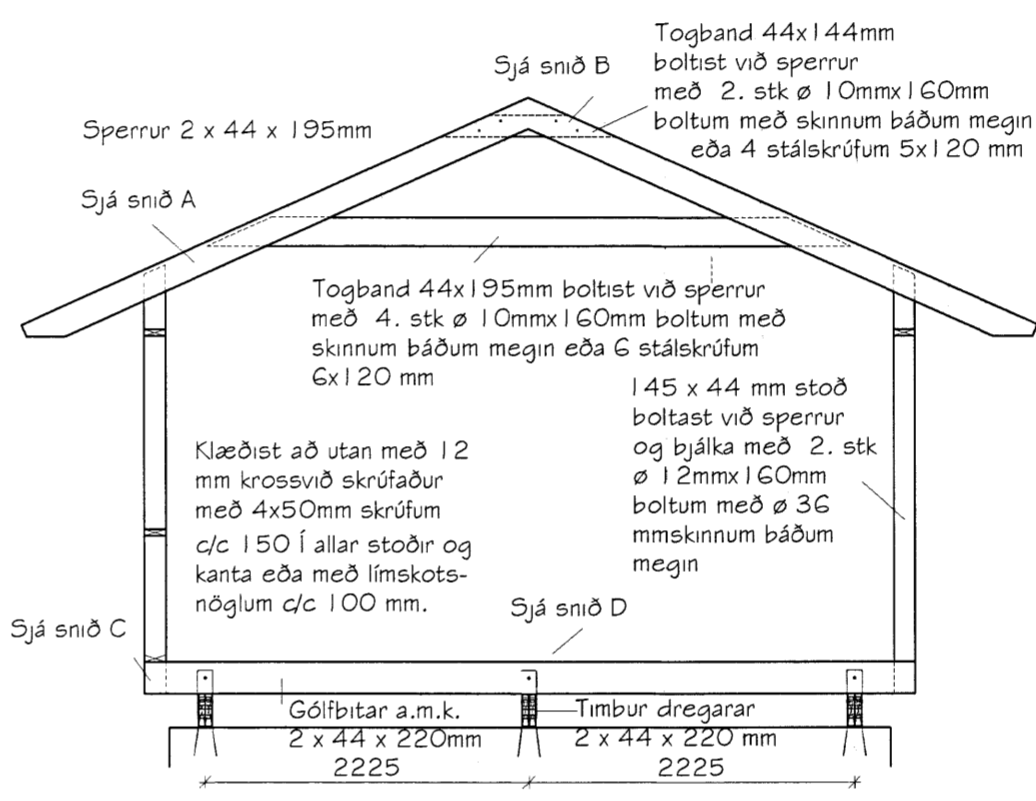 Togband 44x144mm
boltist við sperrur
með 2. stk ø 10mmx160mm
boltum með skinnum báðum megin
eða 4 stálskrúfum 5x120 mm
Sjá snið B
Sperrur 2 x 44 x 195mm
Sjá snið A
Togband 44x195mm boltist við sperrur
með 4. stk ø 10mmx160mm boltum með
skinnum báðum megin eða 6 stálskrúfum
6x120 mm
145 x 44 mm stoð
boltast við sperrur
og bjálka með 2. stk
ø 12mmx160mm
boltum með ø 36
mmskinnum báðum
megin
Klæðist að utan með 12
mm krossvið skrúfaður
með 4x50mm skrúfum
c/c 150 Í allar stoðir og
kanta eða með límskots-
nöglum c/c 100 mm.
Sjá snið D
Sjá snið C
Gólfbitar a.m.k.
2 x 44 x 220mm
Timbur dregarar
2 x 44 x 220 mm
2225
2225